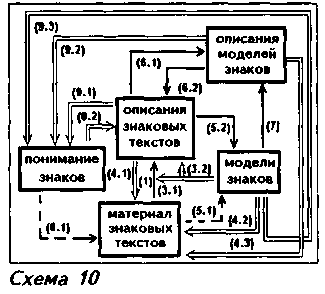 (9.3)
(9.2)
описания
моделей
знаков
(6.1)
(6.2)
(9.1)
(8.2)
описания
знаковых
текстов
(5.2)
(7)
понимание
знаков
(4.1)
(1)
(3.2)
(3.1)
модели
знаков
(8.1)
материал
знаковых
текстов
(5.1)
(4.2)
(4.3)
Схема 10